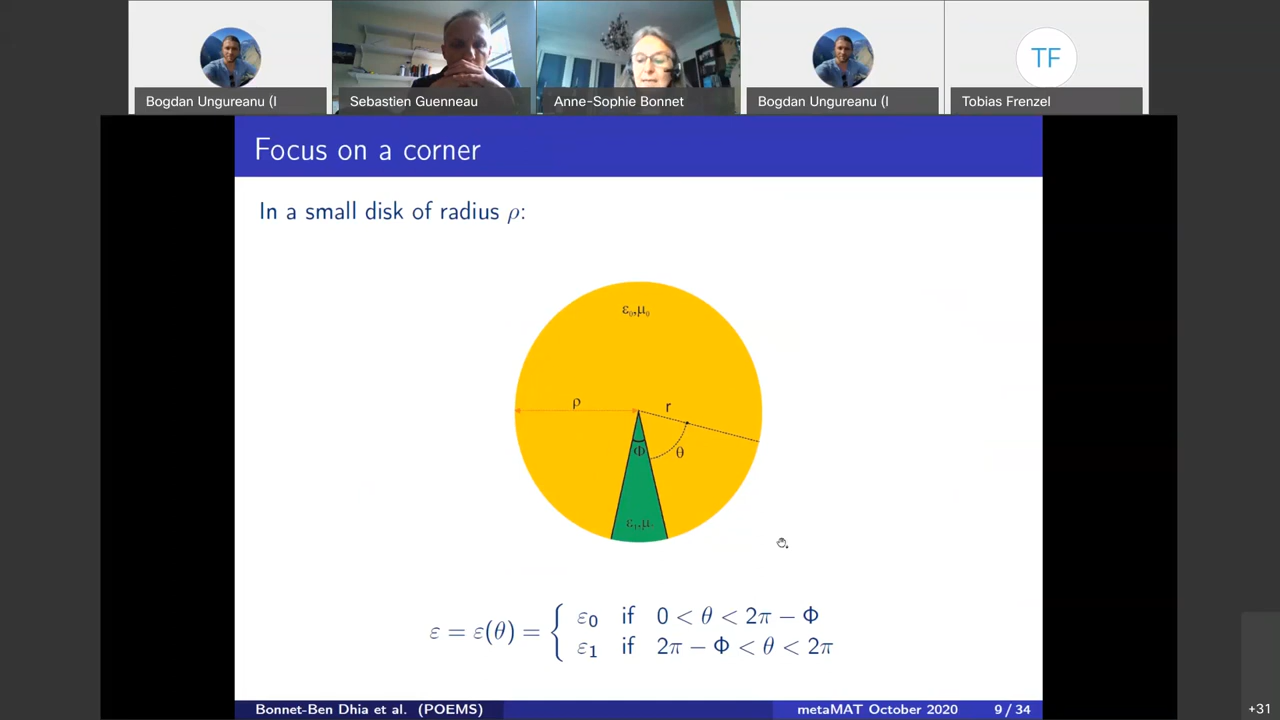 TF
Bogdan Ungureanu (I
Sebastien Guenneau
Anne-Sophie Bonnet
Bogdan Ungureanu (I
Tobias Frenzel
Focus on a corner
In a small disk of radius ρ:
ε₀,μ₀
ρ
r
Φ
θ
ε₁,μ
ε = ε(θ) = { ε₀ if 0 < θ < 2π − Φ
ε₁ if 2π − Φ < θ < 2π
Bonnet-Ben Dhia et al. (POEMS)
metaMAT October 2020
9 / 34
+31